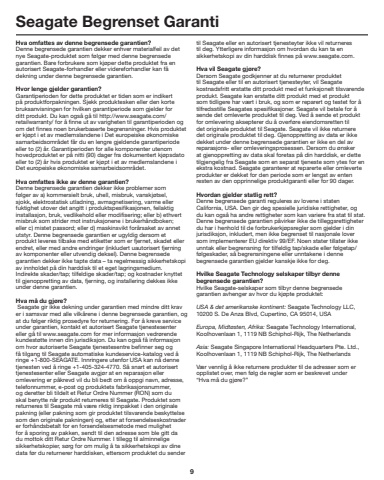 Seagate Begrenset Garanti
Hva omfattes av denne begrensede garantien?
Denne begrensede garantien dekker enhver materialfeil av det
nye Seagate-produktet som følger med denne begrensede
garantien. Bare forbrukere som kjøper dette produktet fra en
autorisert Seagate-forhandler eller videreforhandler kan få
dekning under denne begrensede garantien.
Hvor lenge gjelder garantien?
Garantiperioden for dette produktet er tiden som er indikert
på produktforpakningen. Sjekk produktesken eller den korte
bruksanvisningen for hvilken garantiperiode som gjelder for
ditt produkt. Du kan også gå til http://www.seagate.com/
retailwarranty/ for å finne ut av varigheten til garantiperioden og
om det finnes noen brukerbaserte begrensninger. Hvis produktet
er kjøpt i et av medlemslandene i Det europeiske økonomiske
samarbeidsområdet får du en lengre gjeldende garantiperiode
eller to (2) år. Garantiperioden for alle komponenter utenom
hovedproduktet er på nitti (90) dager fra dokumentert kjøpsdato
eller to (2) år hvis produktet er kjøpt i et av medlemslandene i
Det europeiske økonomiske samarbeidsområdet.
Hva omfattes ikke av denne garantien?
Denne begrensede garantien dekker ikke problemer som
følger av a) kommersielt bruk, uhell, misbruk, vanskjøtsel,
sjokk, elektrostatisk utladning, avmagnetisering, varme eller
fuktighet utover det angitt i produktspesifikasjonen, feilaktig
installasjon, bruk, vedlikehold eller modifisering; eller b) ethvert
misbruk som strider mot instruksjonene i brukerhåndboken;
eller c) mistet passord; eller d) maskinsvikt forårsaket av annet
utstyr. Denne begrensede garantien er ugyldig dersom et
produkt leveres tilbake med etiketter som er fjernet, skadet eller
endret, eller med andre endringer (inkludert uautorisert fjerning
av komponenter eller utvendig deksel). Denne begrensede
garantien dekker ikke tapte data – ta regelmessig sikkerhetskopi
av innholdet på din harddisk til et eget lagringsmedium.
Indirekte skader/tap; tilfeldige skader/tap; og kostnader knyttet
til gjenoppretting av data, fjerning, og installering dekkes ikke
under denne garantien.
Hva må du gjøre?
Seagate gir ikke dekning under garantien med mindre ditt krav
er i samsvar med alle vilkårene i denne begrensede garantien, og
at du følger riktig prosedyre for returnering. For å kreve service
under garantien, kontakt et autorisert Seagate tjenestesenter
eller gå til www.seagate.com for mer informasjon vedrørende
kundestøtte innen din jurisdiksjon. Du kan også få informasjon
om hvor autoriserte Seagate tjenestesentre befinner seg og
få tilgang til Seagate automatiske kundeservice-katalog ved å
ringe +1-800-SEAGATE. Innringere utenfor USA kan nå denne
tjenesten ved å ringe +1-405-324-4770. Så snart et autorisert
tjenestesenter eller Seagate avgjør at en reparasjon eller
omlevering er påkrevd vil du bli bedt om å oppgi navn, adresse,
telefonnummer, e-post og produktets fabrikasjonsnummer,
og deretter bli tildelt et Retur Ordre Nummer (RON) som du
skal benytte når produkt returneres til Seagate. Produktet som
returneres til Seagate må være riktig innpakket i den originale
pakning (eller pakning som gir produktet tilsvarende beskyttelse
som den originale pakningen) og, etter at forsendelseskostnader
er forhåndsbetalt for en forsendelsesmetode med mulighet
for å sporing av pakken, sendt til den adresse som ble gitt da
du mottok ditt Retur Ordre Nummer. I tillegg til alminnelige
sikkerhetskopier, sørg for om mulig å ta sikkerhetskopi av dine
data før du returnerer harddisken, ettersom produkter du sender
til Seagate eller en autorisert tjenesteyter ikke vil returneres
til deg. Ytterligere informasjon om hvordan du kan ta en
sikkerhetskopi av din harddisk finnes på www.seagate.com.
Hva vil Seagate gjøre?
Dersom Seagate godkjenner at du returnerer produktet
til Seagate eller til en autorisert tjenesteyter, vil Seagate
kostnadsfritt erstatte ditt produkt med et funksjonelt tilsvarende
produkt. Seagate kan erstatte ditt produkt med et produkt
som tidligere har vært i bruk, og som er reparert og testet for å
tilfredsstille Seagates spesifikasjoner. Seagate vil betale for å
sende det omleverte produktet til deg. Ved å sende et produkt
for omlevering aksepterer du å overføre eiendomsretten til
det originale produktet til Seagate. Seagate vil ikke returnere
det originale produktet til deg. Gjenoppretting av data er ikke
dekket under denne begrensede garantien er ikke en del av
reparasjons- eller omleveringsprosessen. Dersom du ønsker
at gjenoppretting av data skal foretas på din harddisk, er dette
tilgjengelig fra Seagate som en separat tjeneste som ytes for en
ekstra kostnad. Seagate garanterer at reparerte og omleverte
produkter er dekket for den periode som er lengst av enten
resten av den opprinnelige produktgaranti eller for 90 dager.
Hvordan gjelder statlig rett?
Denne begrensede garanti reguleres av lovene i staten
California, USA. Den gir deg spesielle juridiske rettigheter, og
du kan også ha andre rettigheter som kan variere fra stat til stat.
Denne begrensede garantien påvirker ikke de tilleggsrettigheter
du har i henhold til de forbrukerkjøpsregler som gjelder i din
jurisdiksjon, inkludert, men ikke begrenset til nasjonale lover
som implementerer EU direktiv 99/EF. Noen stater tillater ikke
unntak eller begrensning for tilfeldig tap/skade eller følgetap/
følgeskader, så begrensningene eller unntakene i denne
begrensede garantien gjelder kanskje ikke for deg.
Hvilke Seagate Technology selskaper tilbyr denne
begrensede garantien?
Hvilke Seagate-selskaper som tilbyr denne begrensede
garantien avhenger av hvor du kjøpte produktet:
USA & det amerikanske kontinent: Seagate Technology LLC,
10200 S. De Anza Blvd, Cupertino, CA 95014, USA
Europa, Midtøsten, Afrika: Seagate Technology International,
Koolhovenlaan 1, 1119 NB Schiphol-Rijk, The Netherlands
Asia: Seagate Singapore International Headquarters Pte. Ltd.,
Koolhovenlaan 1, 1119 NB Schiphol-Rijk, The Netherlands
Vær vennlig å ikke returnere produkter til de adresser som er
opplistet over, men følg de regler som er beskrevet under
“Hva må du gjøre?”
9